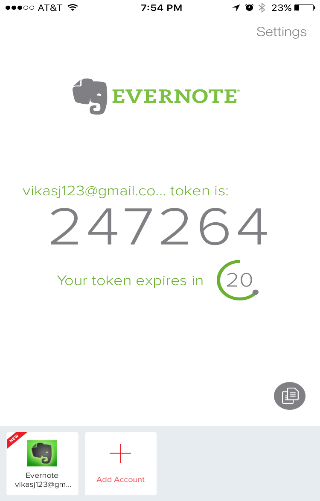 AT&T 7:54 PM 23%
Settings
EVERNOTE
vikasj123@gmail.co... token is:
247264
Your token expires in 20
NEW
Evernote
vikasj123@gm...
Add Account